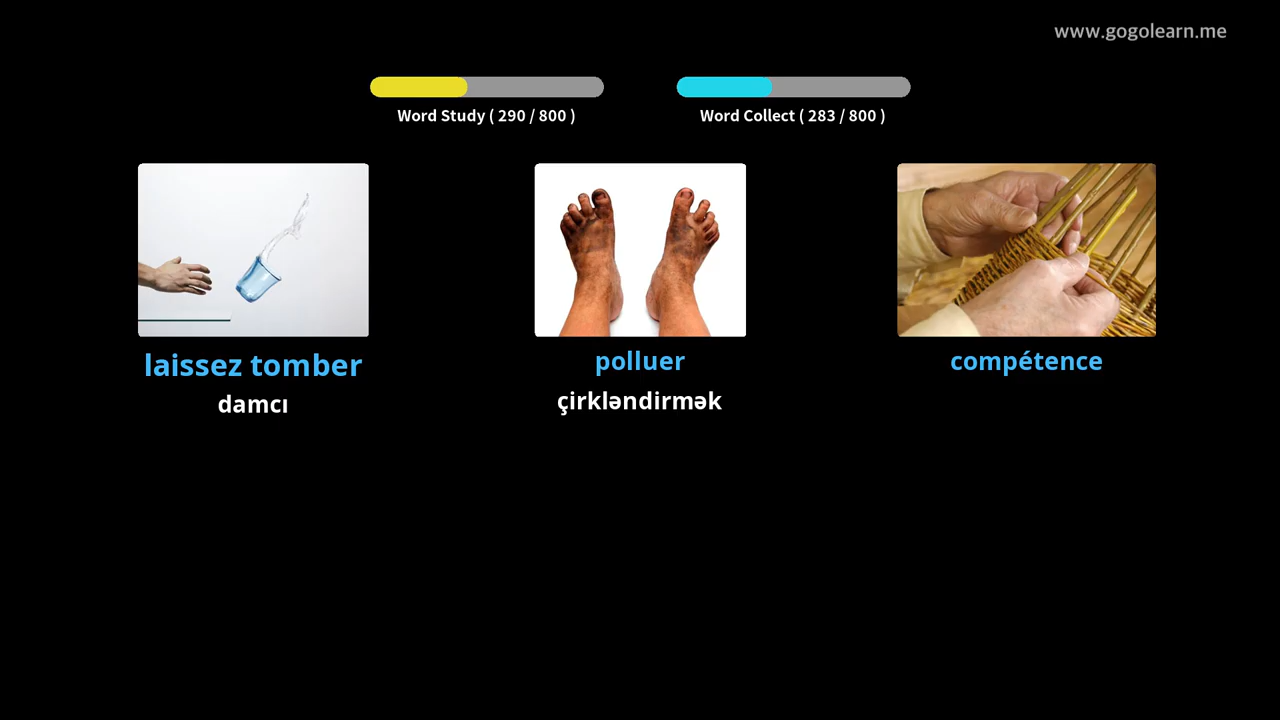 www.gogolearn.me
Word Study ( 290 / 800 )
Word Collect ( 283 / 800 )
laissez tomber
damcı
polluer
çirkləndirmək
compétence